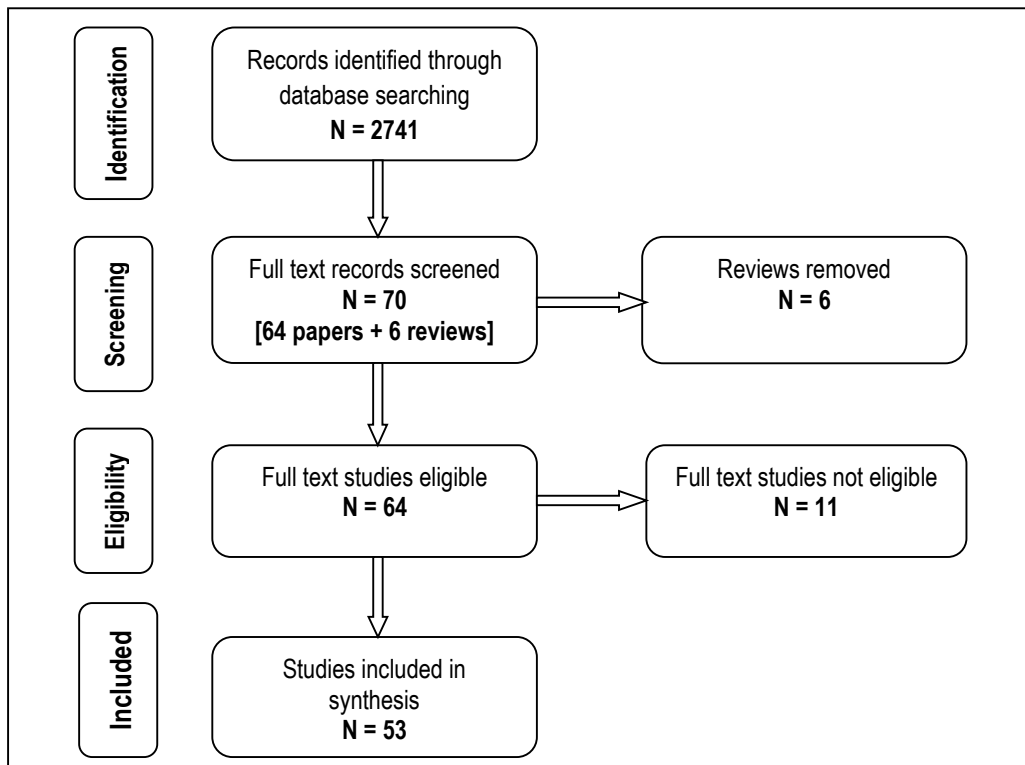 Identification
Records identified through
database searching
N = 2741
Screening
Full text records screened
N = 70
[64 papers + 6 reviews]
Reviews removed
N = 6
Eligibility
Full text studies eligible
N = 64
Full text studies not eligible
N = 11
Included
Studies included in
synthesis
N = 53